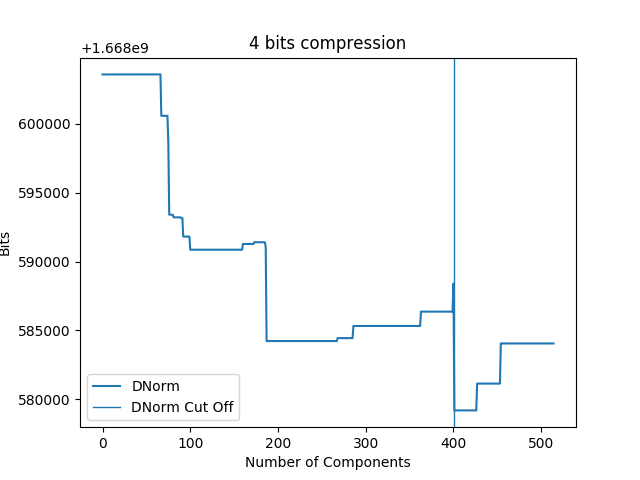 4 bits compression
+1.668e9
600000
595000
590000
585000
580000
Bits
0 100 200 300 400 500
Number of Components
DNorm
DNorm Cut Off